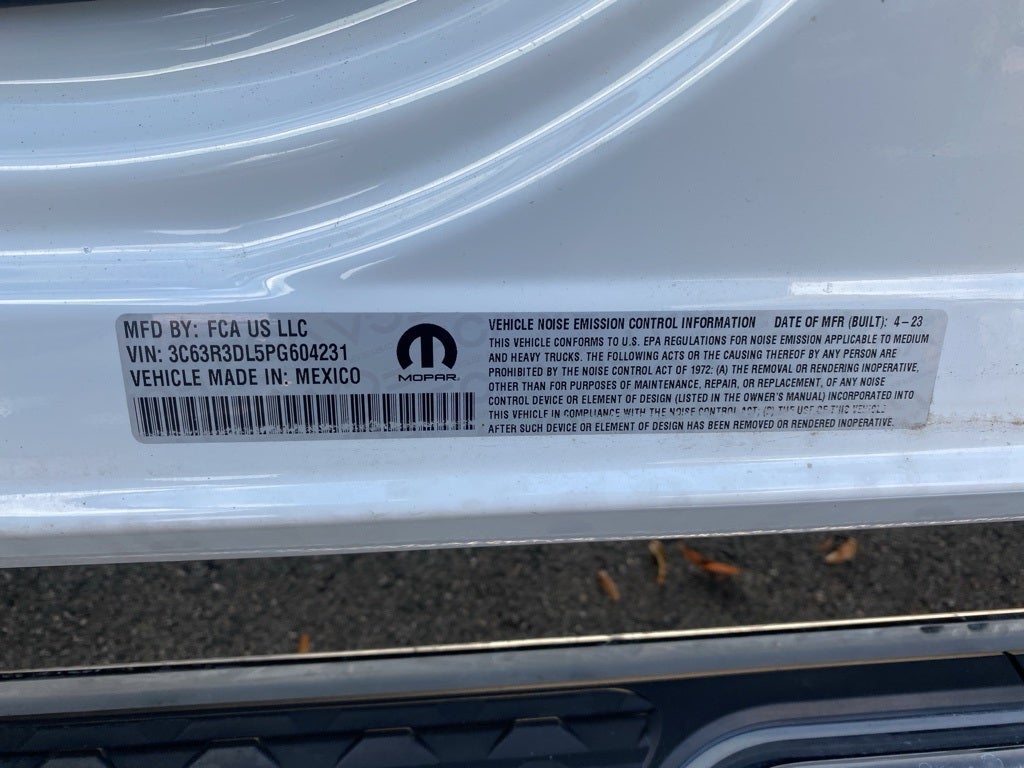 MFD BY: FCA US LLC
VIN: 3C63R3DL5PG604231
VEHICLE MADE IN: MEXICO
MOPAR
VEHICLE NOISE EMISSION CONTROL INFORMATION DATE OF MFR (BUILT): 4-23
THIS VEHICLE CONFORMS TO U.S. EPA REGULATIONS FOR NOISE EMISSION APPLICABLE TO MEDIUM
AND HEAVY TRUCKS. THE FOLLOWING ACTS OR THE CAUSING THEREOF BY ANY PERSON ARE
PROHIBITED BY THE NOISE CONTROL ACT OF 1972: (A) THE REMOVAL OR RENDERING INOPERATIVE,
OTHER THAN FOR PURPOSES OF MAINTENANCE, REPAIR, OR REPLACEMENT, OF ANY NOISE
CONTROL DEVICE OR ELEMENT OF DESIGN (LISTED IN THE OWNER'S MANUAL) INCORPORATED INTO
THIS VEHICLE IN COMPLIANCE WITH THE NOISE CONTROL ACT, THE USE OF THIS VEHICLE
AFTER SUCH DEVICE OR ELEMENT OF DESIGN HAS BEEN REMOVED OR RENDERED INOPERATIVE.